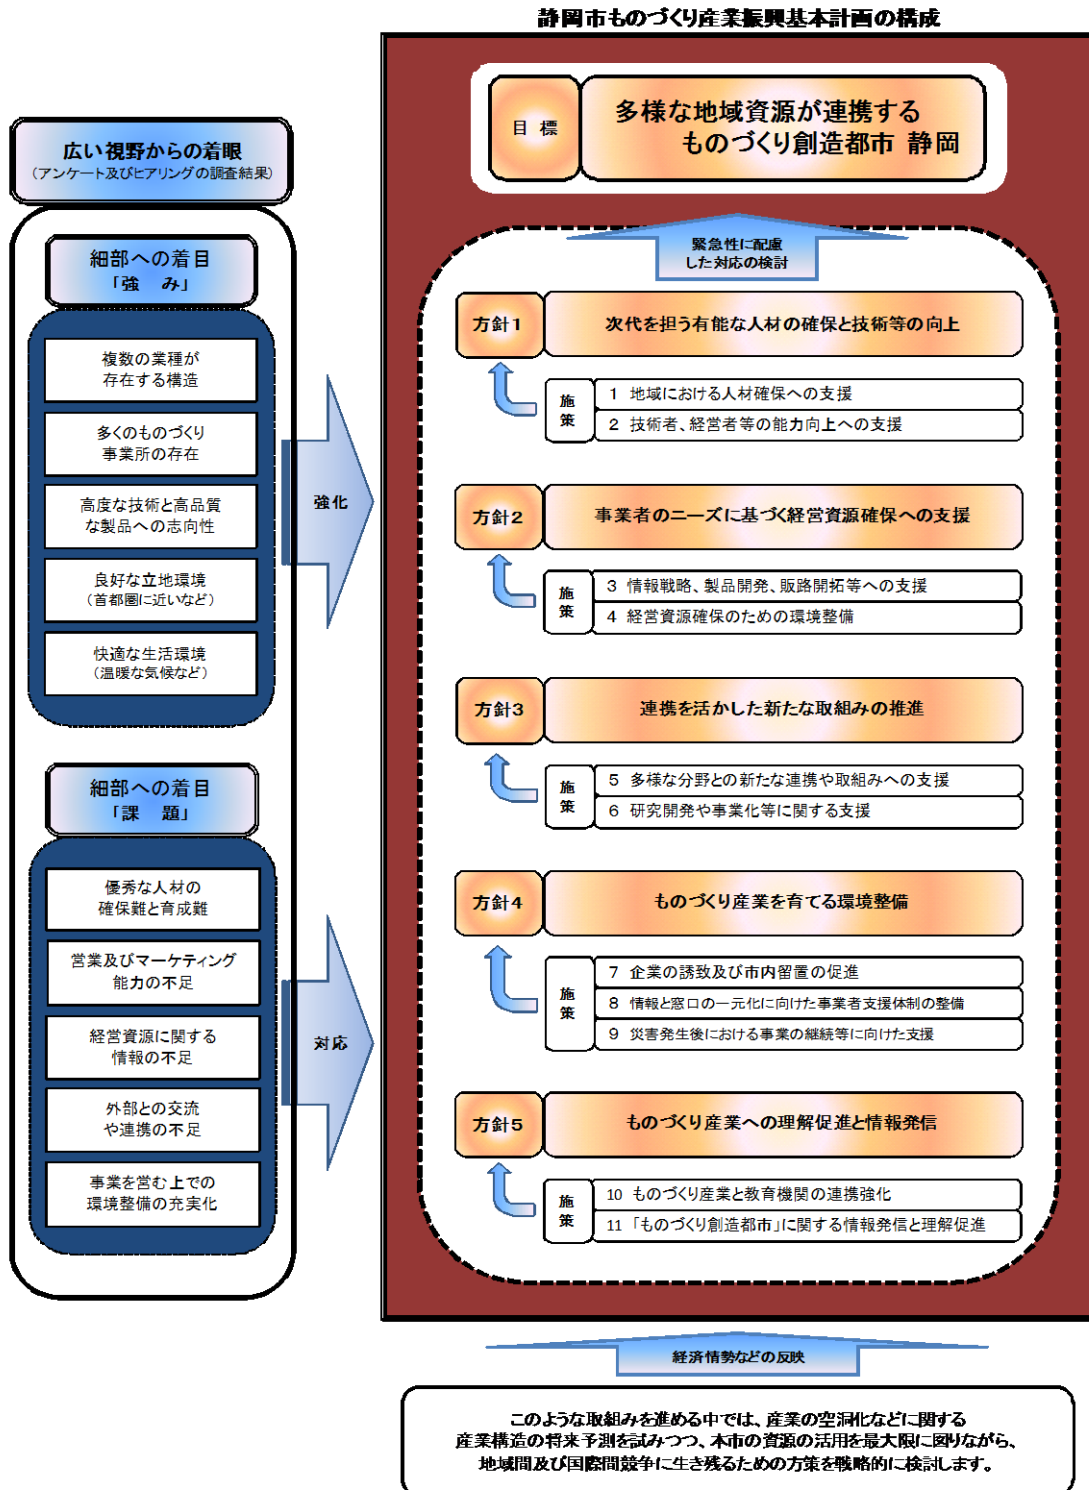 静岡市ものづくり産業振興基本計画の構成
目標
多様な地域資源が連携する
ものづくり創造都市 静岡
広い視野からの着眼
（アンケート及びヒアリングの調査結果）
細部への着目
「強　み」
複数の業種が
存在する構造
多くのものづくり
事業所の存在
高度な技術と高品質
な製品への志向性
良好な立地環境
（首都圏に近いなど）
快適な生活環境
（温暖な気候など）
強化
細部への着目
「課　題」
優秀な人材の
確保難と育成難
営業及びマーケティング
能力の不足
経営資源に関する
情報の不足
外部との交流
や連携の不足
事業を営む上での
環境整備の充実化
対応
緊急性に配慮
した対応の検討
方針1
次代を担う有能な人材の確保と技術等の向上
施策
1 地域における人材確保への支援
2 技術者、経営者等の能力向上への支援
方針2
事業者のニーズに基づく経営資源確保への支援
施策
3 情報戦略、製品開発、販路開拓等への支援
4 経営資源確保のための環境整備
方針3
連携を活かした新たな取組みの推進
施策
5 多様な分野との新たな連携や取組みへの支援
6 研究開発や事業化等に関する支援
方針4
ものづくり産業を育てる環境整備
施策
7 企業の誘致及び市内留置の促進
8 情報と窓口の一元化に向けた事業者支援体制の整備
9 災害発生後における事業の継続等に向けた支援
方針5
ものづくり産業への理解促進と情報発信
施策
10 ものづくり産業と教育機関の連携強化
11 「ものづくり創造都市」に関する情報発信と理解促進
経済情勢などの反映
このような取組みを進める中では、産業の空洞化などに関する
産業構造の将来予測を試みつつ、本市の資源の活用を最大限に図りながら、
地域間及び国際間競争に生き残るための方策を戦略的に検討します。